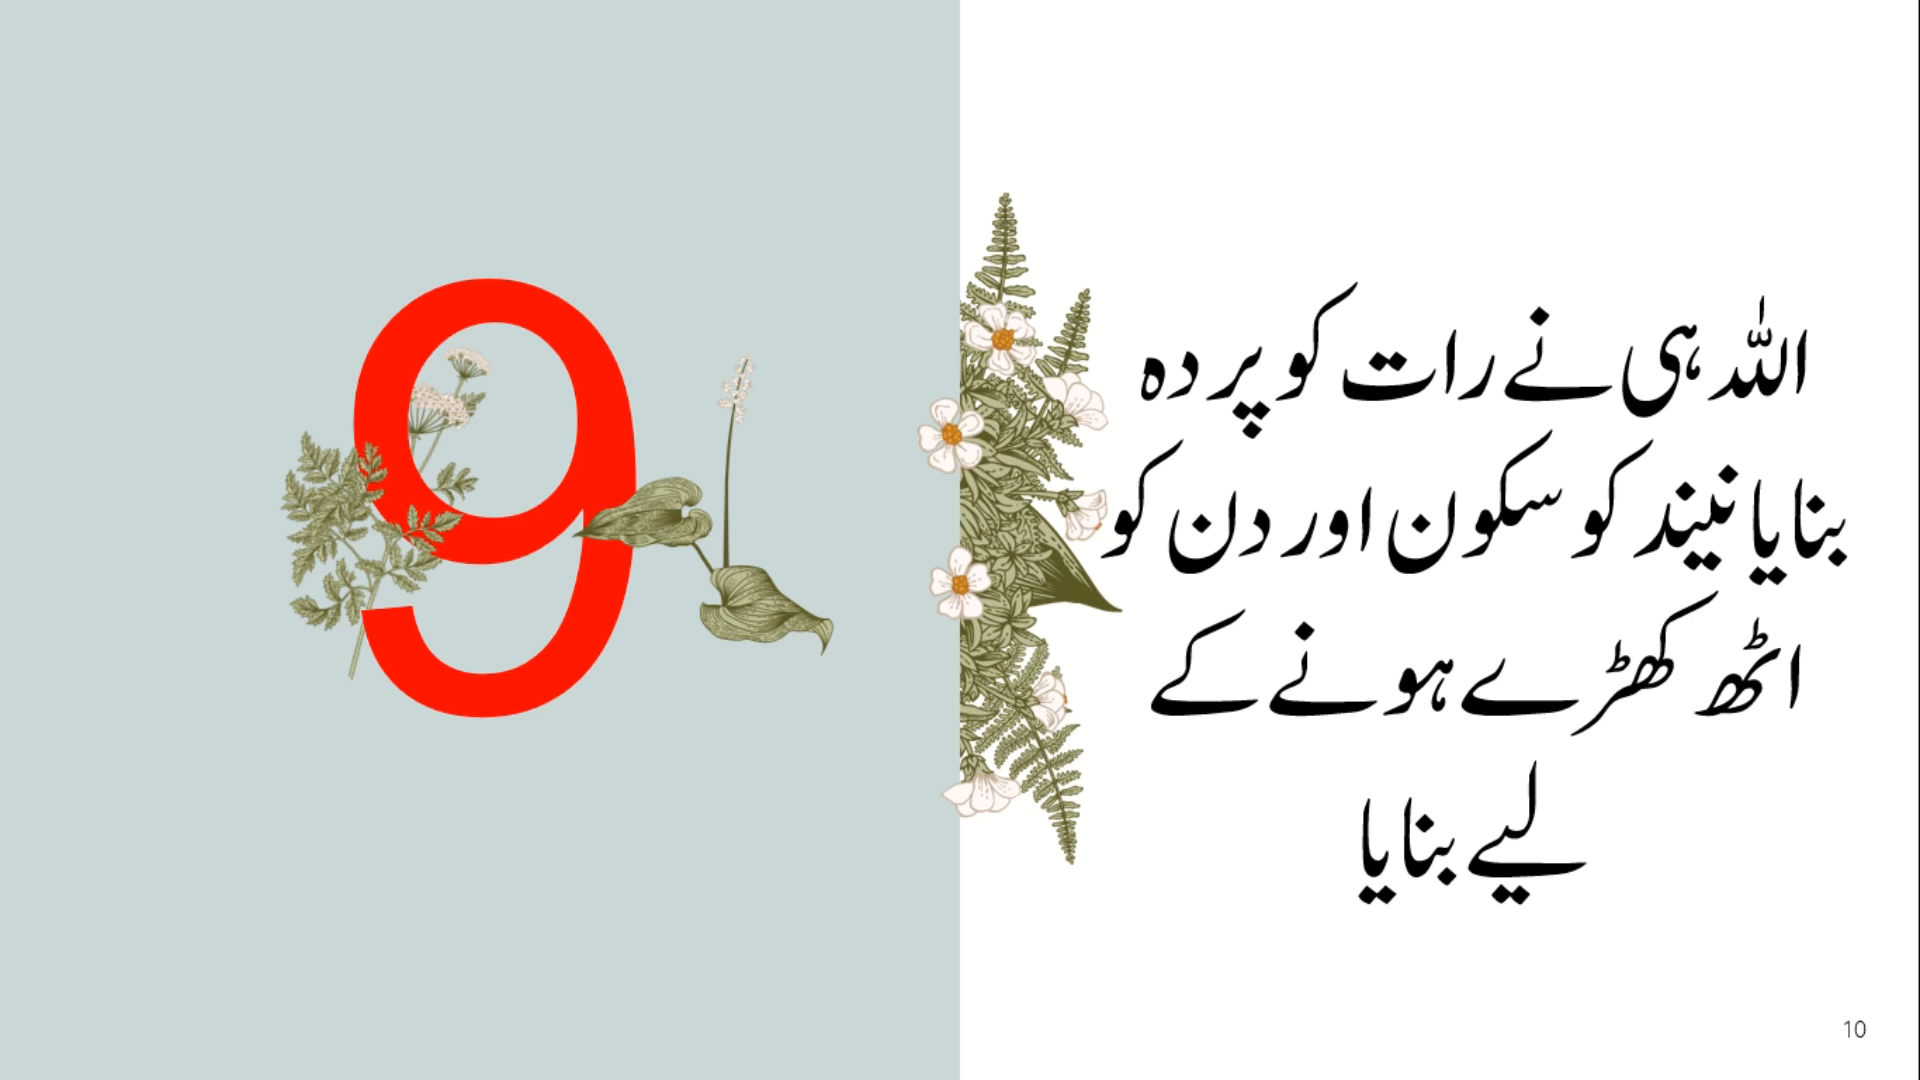 9
اللہ ہی نے رات کو پردہ
بنایا نیند کو سکون اور دن کو
اٹھ کھڑے ہونے کے
لیے بنایا
10